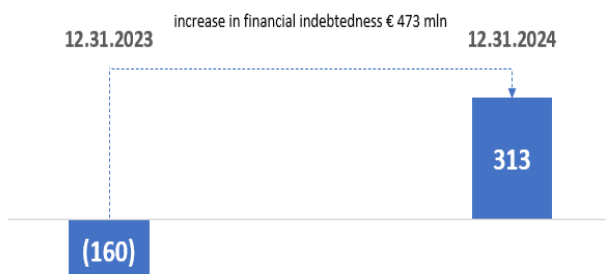 increase in financial indebtedness € 473 mln
12.31.2023
12.31.2024
313
(160)